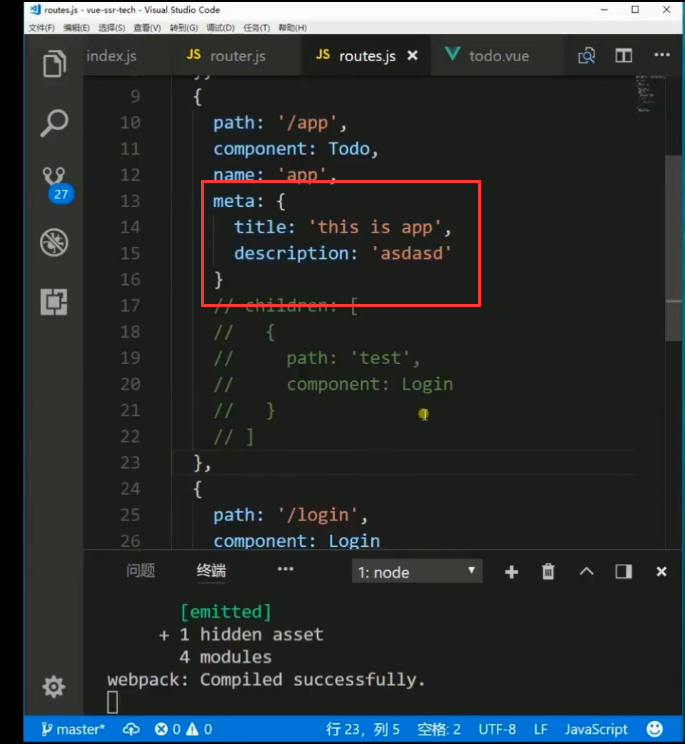 routes.js - vue-ssr-tech - Visual Studio Code
文件(F) 编辑(E) 选择(S) 查看(V) 转到(G) 调试(D) 任务(T) 帮助(H)
index.js JS router.js JS routes.js todo.vue
9 {
10 path: '/app',
11 component: Todo,
12 name: 'app',
13 meta: {
14 title: 'this is app',
15 description: 'asdasd'
16 }
17 // children: [
18 // {
19 // path: 'test',
20 // component: Login
21 // }
22 // ]
23 },
24 {
25 path: '/login',
26 component: Login
27
问题 终端 ••• 1: node
[emitted]
+ 1 hidden asset
4 modules
webpack: Compiled successfully.
master* 0 0 行 23，列 5 空格: 2 UTF-8 LF JavaScript